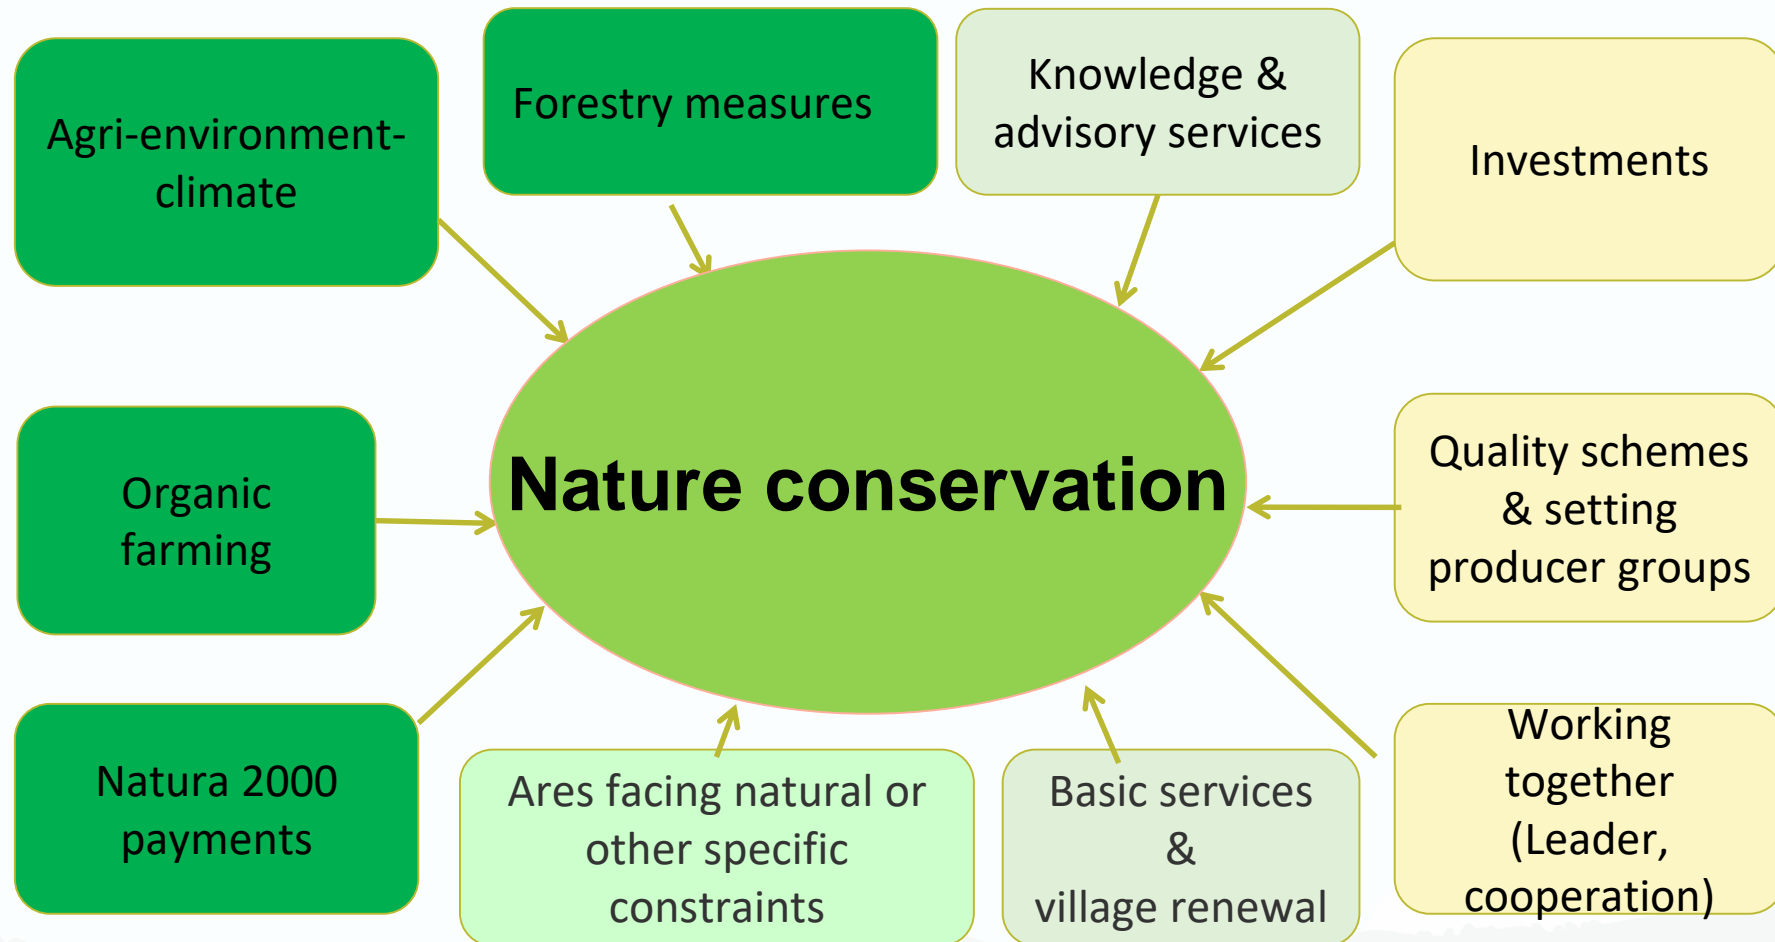 Agri-environment-
climate
Forestry measures
Knowledge &
advisory services
Investments
Nature conservation
Organic
farming
Quality schemes
& setting
producer groups
Natura 2000
payments
Ares facing natural or
other specific
constraints
Basic services
&
village renewal
Working
together
(Leader,
cooperation)